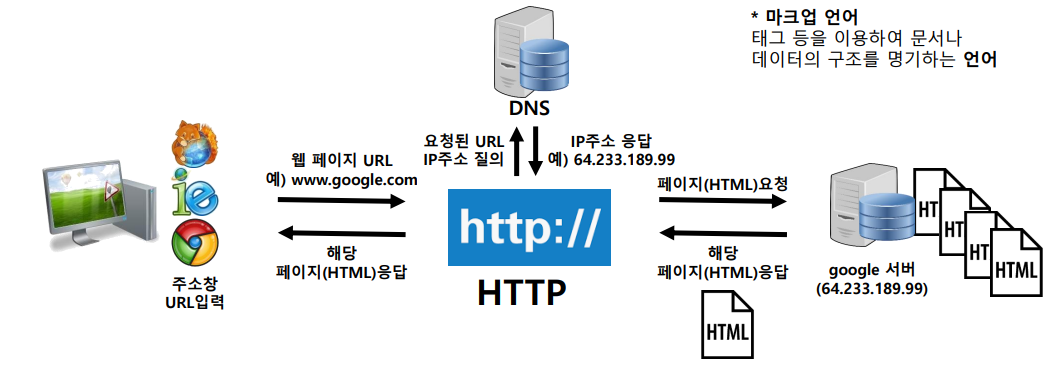 * 마크업 언어
태그 등을 이용하여 문서나
데이터의 구조를 명기하는 언어
DNS
요청된 URL
IP주소 질의
IP주소 응답
예) 64.233.189.99
웹 페이지 URL
예) www.google.com
페이지(HTML)요청
http://
HTTP
해당
페이지(HTML)응답
해당
페이지(HTML)응답
HTML
주소창
URL입력
google 서버
(64.233.189.99)
HT
HT
HT
HTML